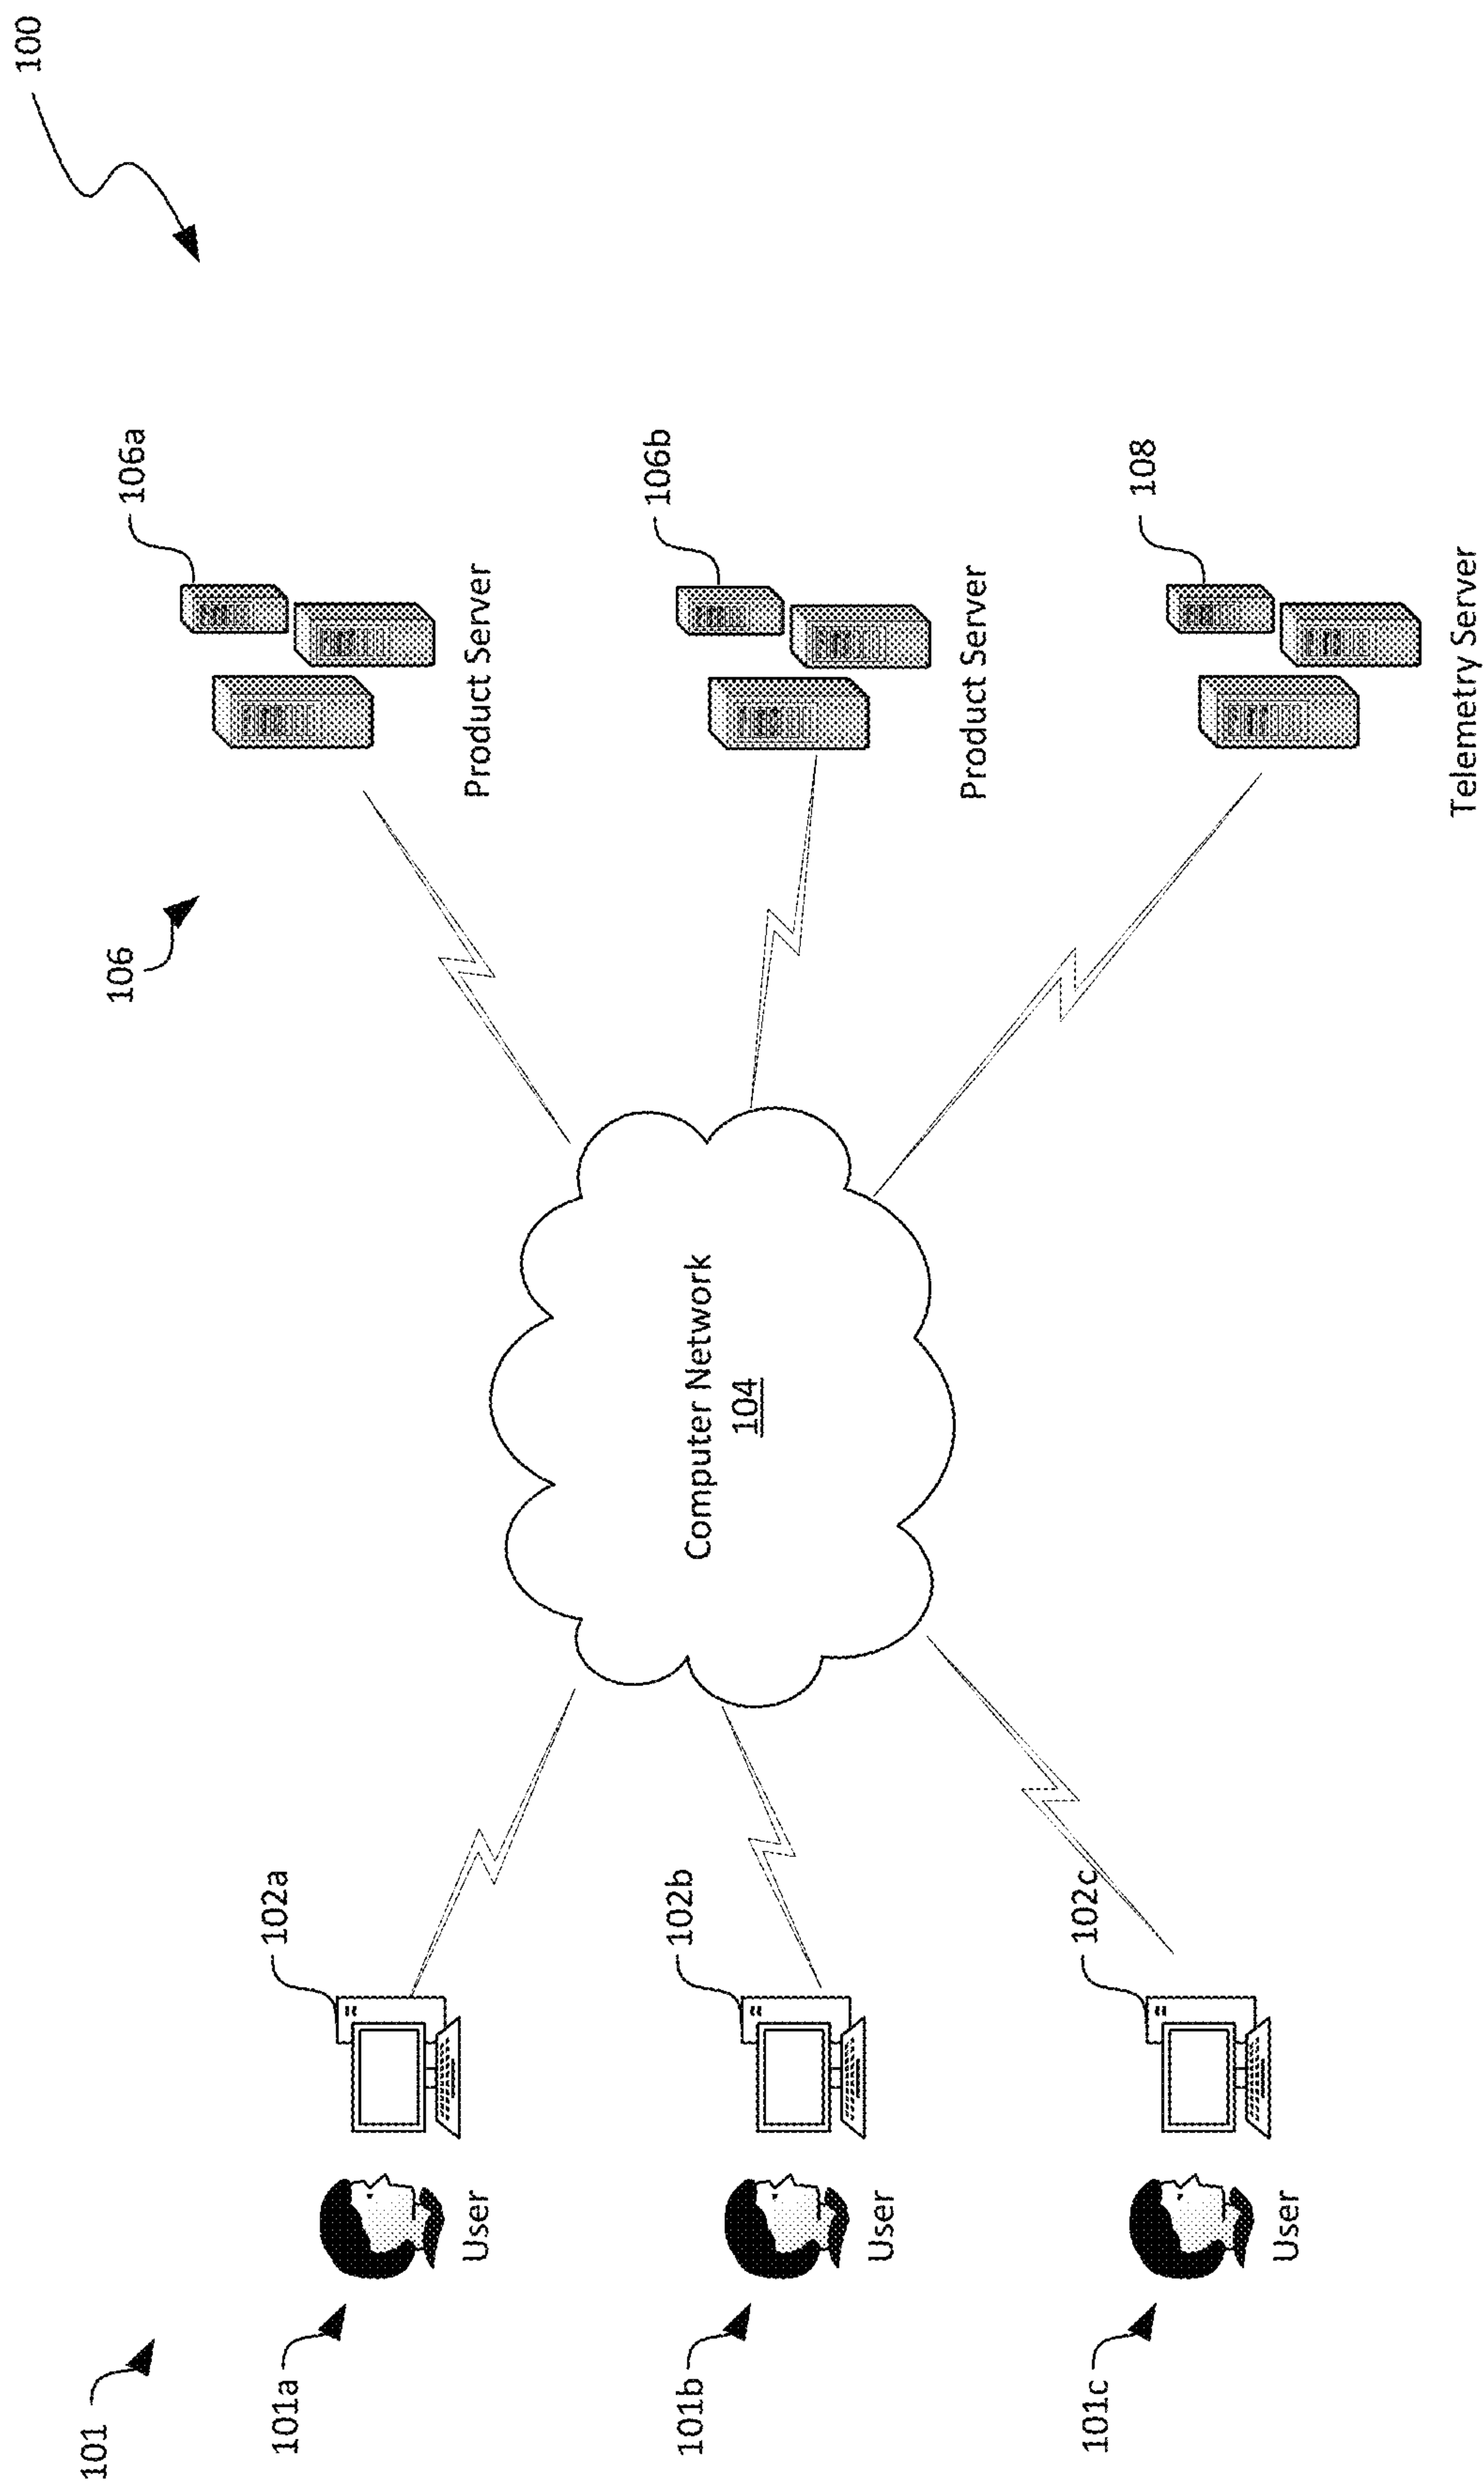 100
101
106
106a
Product Server
101a
102a
User
106b
Product Server
Computer Network
104
101b
102b
User
108
Telemetry Server
101c
102c
User